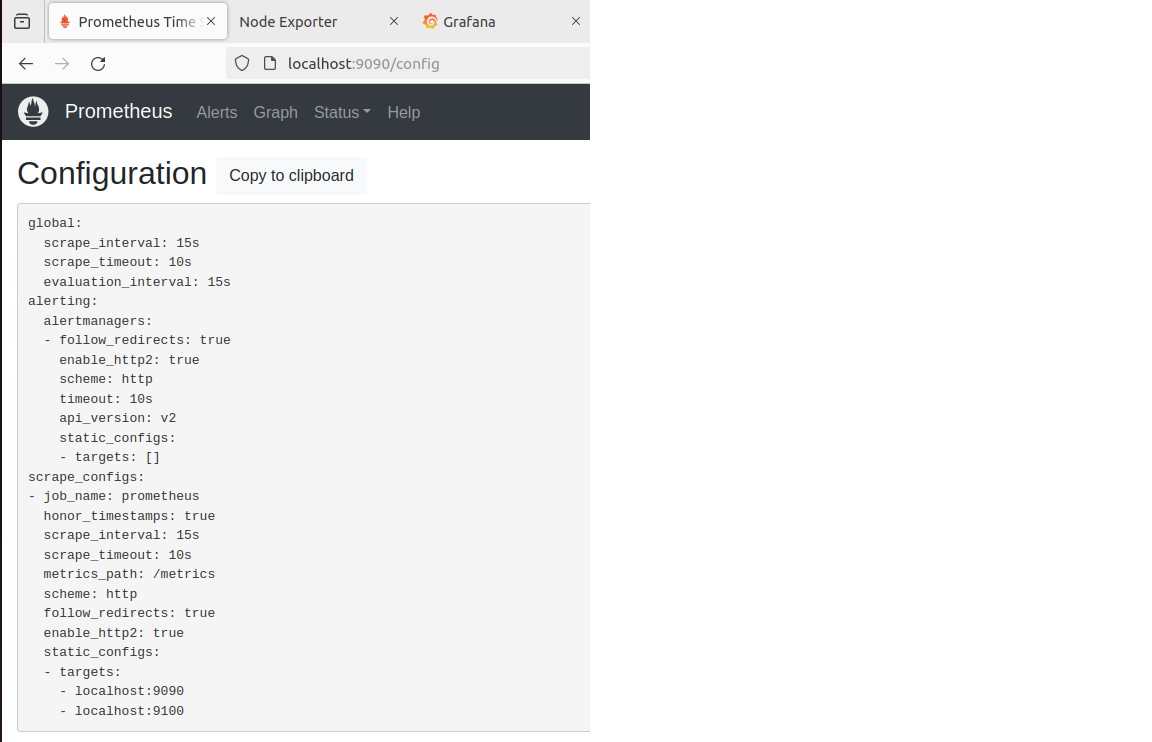 Prometheus Time S
Node Exporter
Grafana
localhost:9090/config
Prometheus Alerts Graph Status Help
Configuration Copy to clipboard
global:
  scrape_interval: 15s
  scrape_timeout: 10s
  evaluation_interval: 15s
alerting:
  alertmanagers:
  - follow_redirects: true
    enable_http2: true
    scheme: http
    timeout: 10s
    api_version: v2
    static_configs:
    - targets: []
scrape_configs:
- job_name: prometheus
  honor_timestamps: true
  scrape_interval: 15s
  scrape_timeout: 10s
  metrics_path: /metrics
  scheme: http
  follow_redirects: true
  enable_http2: true
  static_configs:
  - targets:
    - localhost:9090
    - localhost:9100